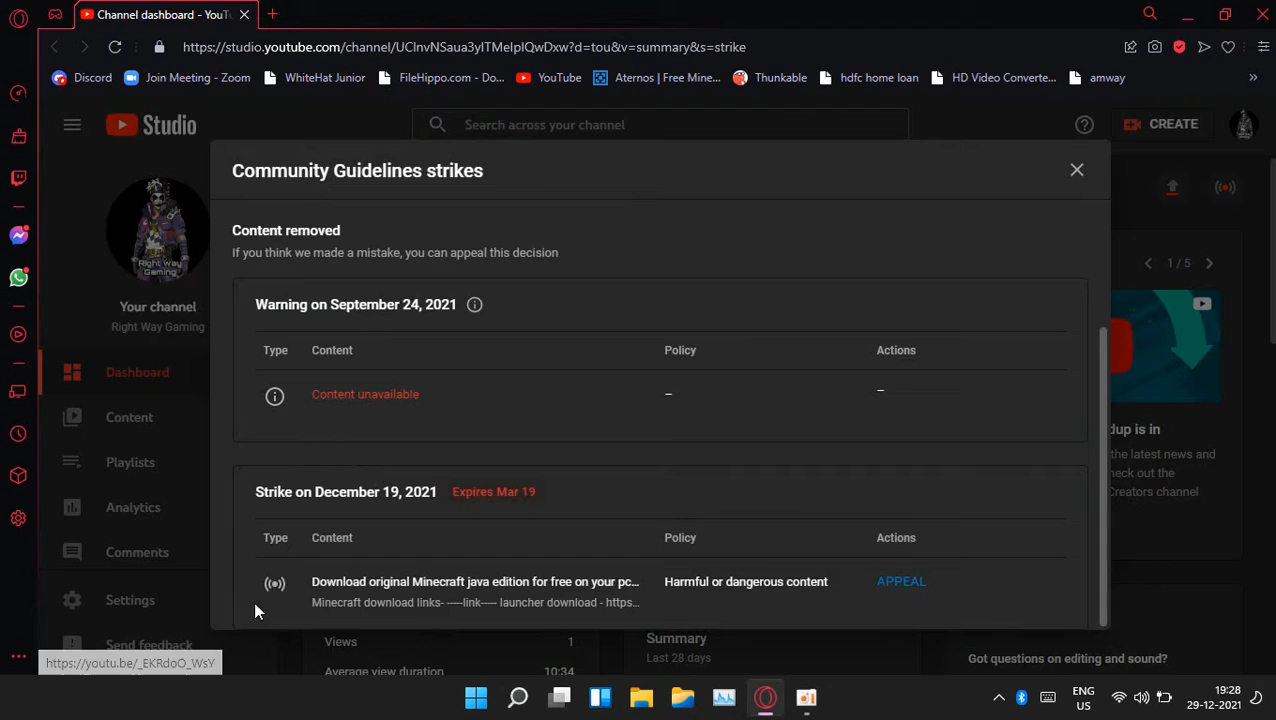 Channel dashboard - YouTu
https://studio.youtube.com/channel/UCInvNSaua3yITMeIpIQwDxw?d=tou&v=summary&s=strike
Discord
Join Meeting - Zoom
WhiteHat Junior
FileHippo.com - Do...
YouTube
Aternos | Free Mine...
Thunkable
hdfc home loan
HD Video Converte...
amway
Studio
Search across your channel
CREATE
Community Guidelines strikes
Content removed
If you think we made a mistake, you can appeal this decision
Right way
Gaming
1 / 5
Warning on September 24, 2021
Your channel
Right Way Gaming
Type Content Policy Actions
Dashboard
Content unavailable – –
Content
dup is in
the latest news and
heck out the
Creators channel
Playlists
Strike on December 19, 2021 Expires Mar 19
Analytics
Type Content Policy Actions
Comments
Download original Minecraft java edition for free on your pc... Harmful or dangerous content APPEAL
Minecraft download links- -----link---- launcher download - https...
Settings
Send feedback
Views 1
Summary
Last 28 days
Average view duration 10:34
Got questions on editing and sound?
https://youtu.be/_EKRdoO_WsY
ENG
US
19:28
29-12-2021